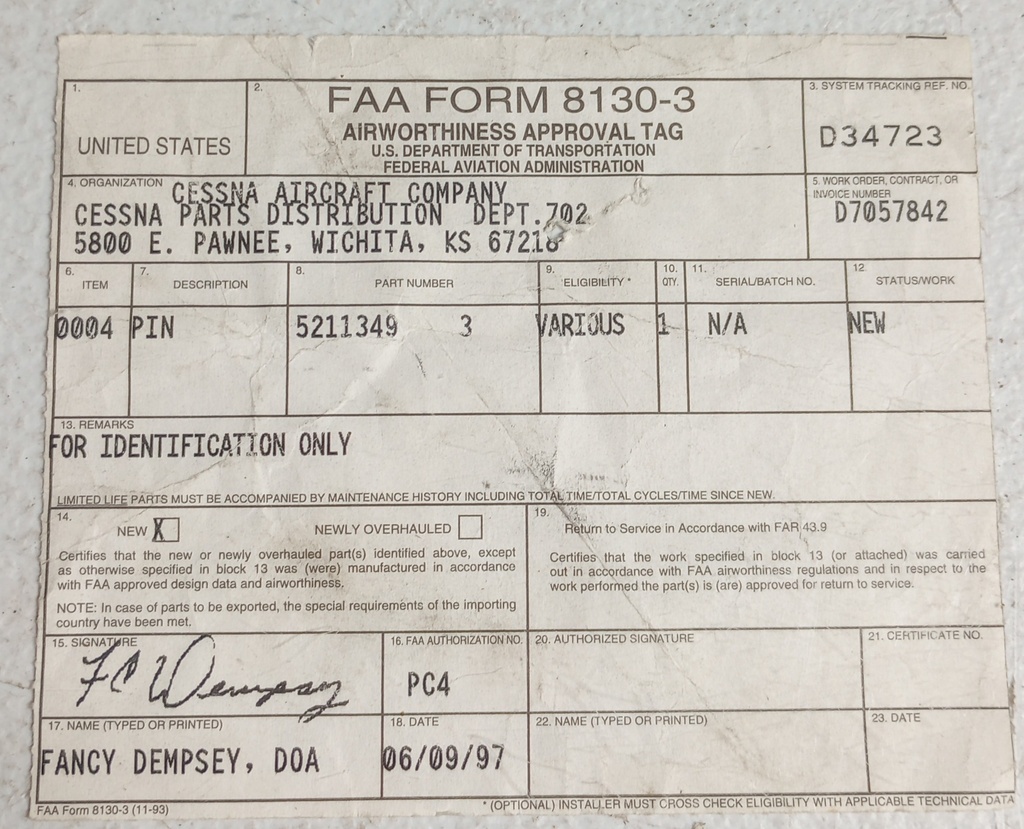 1.
UNITED STATES
2.
FAA FORM 8130-3
AIRWORTHINESS APPROVAL TAG
U.S. DEPARTMENT OF TRANSPORTATION
FEDERAL AVIATION ADMINISTRATION
3. SYSTEM TRACKING REF. NO.
D34723
4. ORGANIZATION
CESSNA AIRCRAFT COMPANY
CESSNA PARTS DISTRIBUTION DEPT.702
5800 E. PAWNEE, WICHITA, KS 67218
5. WORK ORDER, CONTRACT, OR
INVOICE NUMBER
D7057842
6. ITEM
7. DESCRIPTION
8. PART NUMBER
9. ELIGIBILITY *
10. QTY.
11. SERIAL/BATCH NO.
12. STATUS/WORK
0004 PIN 5211349 3 VARIOUS 1 N/A NEW
13. REMARKS
FOR IDENTIFICATION ONLY
LIMITED LIFE PARTS MUST BE ACCOMPANIED BY MAINTENANCE HISTORY INCLUDING TOTAL TIME/TOTAL CYCLES/TIME SINCE NEW.
14.
NEW X NEWLY OVERHAULED
Certifies that the new or newly overhauled part(s) identified above, except
as otherwise specified in block 13 was (were) manufactured in accordance
with FAA approved design data and airworthiness.
NOTE: In case of parts to be exported, the special requirements of the importing
country have been met.
19.
Return to Service in Accordance with FAR 43.9
Certifies that the work specified in block 13 (or attached) was carried
out in accordance with FAA airworthiness regulations and in respect to the
work performed the part(s) is (are) approved for return to service.
15. SIGNATURE
F C Dempsey
16. FAA AUTHORIZATION NO.
PC4
20. AUTHORIZED SIGNATURE
21. CERTIFICATE NO.
17. NAME (TYPED OR PRINTED)
FANCY DEMPSEY, DOA
18. DATE
06/09/97
22. NAME (TYPED OR PRINTED)
23. DATE
FAA Form 8130-3 (11-93)
* (OPTIONAL) INSTALLER MUST CROSS CHECK ELIGIBILITY WITH APPLICABLE TECHNICAL DATA